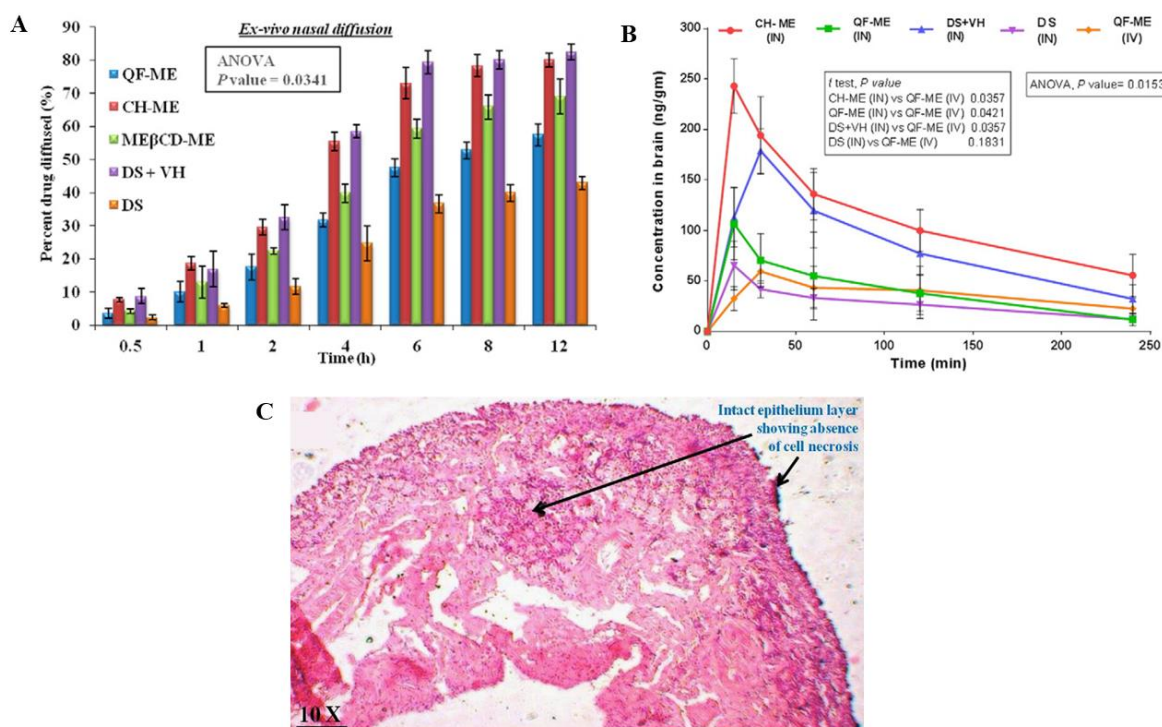 A
Ex-vivo nasal diffusion
ANOVA
P value = 0.0341
QF-ME
CH-ME
MEβCD-ME
DS + VH
DS
Percent drug diffused (%)
90
80
70
60
50
40
30
20
10
0
0.5 1 2 4 6 8 12
Time (h)
B
CH- ME (IN)
QF-ME (IN)
DS+VH (IN)
DS (IN)
QF-ME (IV)
t test, P value
CH-ME (IN) vs QF-ME (IV) 0.0357
QF-ME (IN) vs QF-ME (IV) 0.0421
DS+VH (IN) vs QF-ME (IV) 0.0357
DS (IN) vs QF-ME (IV) 0.1831
ANOVA, P value= 0.0153
Concentration in brain (ng/gm)
300
250
200
150
100
50
0
0 50 100 150 200 250
Time (min)
C
Intact epithelium layer
showing absence
of cell necrosis
10 X